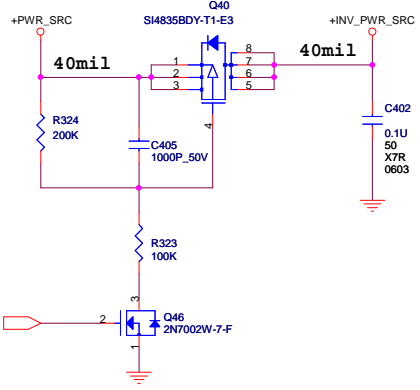 Q40
SI4835BDY-T1-E3
+PWR_SRC
+INV_PWR_SRC
40mil
40mil
1
2
3
8
7
6
5
4
R324
200K
C405
1000P_50V
C402
0.1U
50
X7R
0603
R323
100K
3
Q46
2N7002W-7-F
2
1